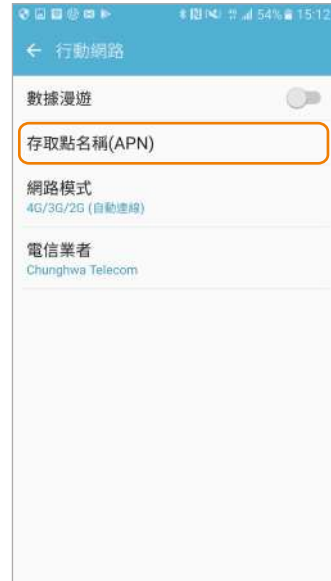 54% 15:12
行動網路
數據漫遊
存取點名稱(APN)
網路模式
4G/3G/2G (自動連線)
電信業者
Chunghwa Telecom